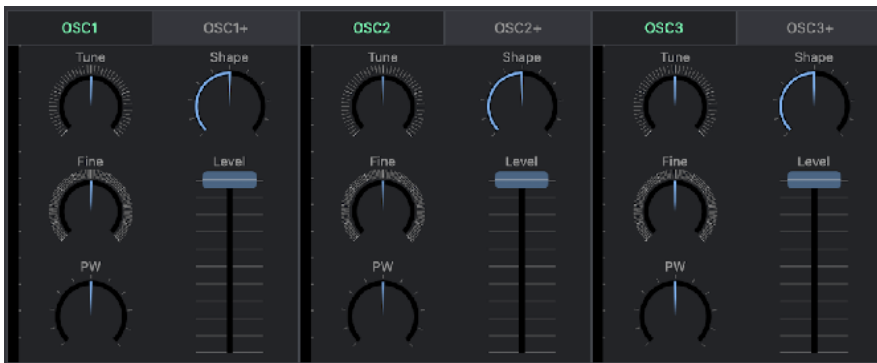 OSC1 OSC1+ OSC2 OSC2+ OSC3 OSC3+
Tune Shape Tune Shape Tune Shape
Fine Level Fine Level Fine Level
PW PW PW